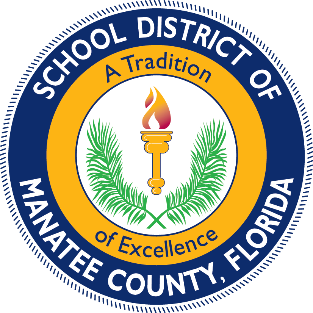 SCHOOL DISTRICT OF
A Tradition
of Excellence
MANATEE COUNTY, FLORIDA